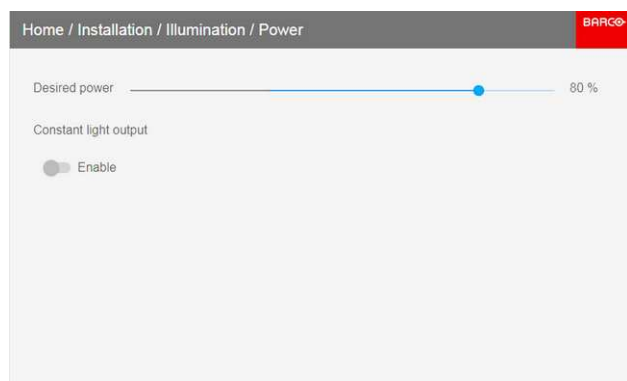 Home / Installation / Illumination / Power
BARCO
Desired power 80 %
Constant light output
Enable